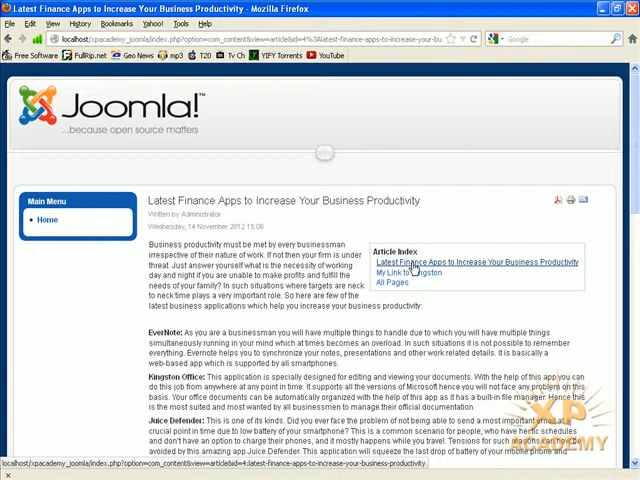 Latest Finance Apps to Increase Your Business Productivity - Mozilla Firefox
File Edit View History Bookmarks Yahoo! Tools Help
localhost/xpacademy_joomla/index.php?option=com_content&view=article&id=4%3Alatest-finance-apps-to-increase-your-bu
Google
Free Software FullRip.net Geo News mp3 T20 Tv Channel YIFY Torrents YouTube
Joomla!™
...because open source matters
Main Menu
Home
Latest Finance Apps to Increase Your Business Productivity
Written by Administrator
Wednesday, 14 November 2012 15:06
Business productivity must be met by every businessman
irrespective of their nature of work. If not then your firm is under
threat. Just answer yourself what is the necessity of working
day and night if you are unable to make profits and fulfill the
needs of your family? In such situations where targets are neck
to neck time plays a very important role. So here are few of the
latest business applications which help you increase your business productivity:
Article Index
Latest Finance Apps to Increase Your Business Productivity
My Link to Kingston
All Pages
EverNote: As you are a businessman you will have multiple things to handle due to which you will have multiple things
simultaneously running in your mind which at times becomes an overload. In such situations it is not possible to remember
everything. Evernote helps you to synchronize your notes, presentations and other work related details. It is basically a
web-based app which is supported by all smartphones.
Kingston Office: This application is specially designed for editing and viewing your documents. With the help of this app you can
do this job from anywhere at any point in time. It supports all the versions of Microsoft hence you will not face any problem on this
basis. Your office documents can be automatically organized with the help of this app as it has a built-in file manager. Hence this
is the most suited and most wanted by all businessmen to manage their official documentation.
Juice Defender: This is one of its kinds. Did you ever face the problem of not being able to send a most important email at a
crucial point in time due to low battery of your smartphone? This is a common scenario for people, who have hectic schedules
and don't have an option to charge their phones, and it mostly happens while you travel. Tensions for such reasons can now be
avoided by this amazing app Juice Defender. This application will squeeze the last drop of battery of your mobile phone and
XP
ACADEMY
localhost/xpacademy_joomla/index.php?option=com_content&view=article&id=4:latest-finance-apps-to-increase-your-business-productivity